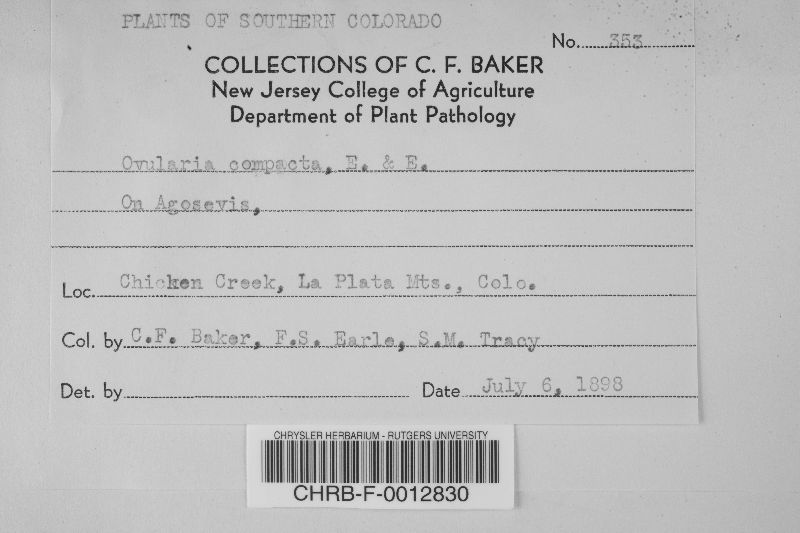 PLANTS OF SOUTHERN COLORADO
No. 353
COLLECTIONS OF C. F. BAKER
New Jersey College of Agriculture
Department of Plant Pathology
Ovularia compacta, E. & E.
On Agosevis,
Loc. Chicken Creek, La Plata Mts., Colo.
Col. by C.F. Baker, F.S. Earle, S.M. Tracy
Det. by
Date July 6, 1898
CHRYSLER HERBARIUM - RUTGERS UNIVERSITY
CHRB-F-0012830